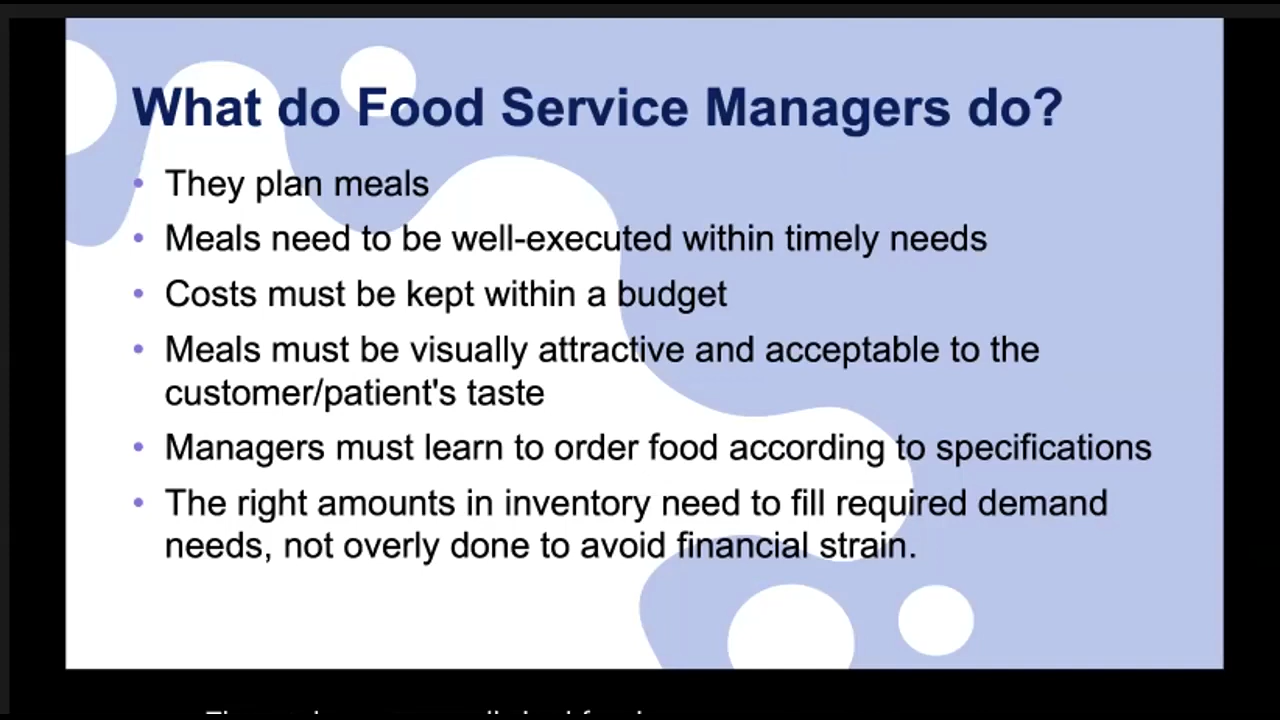 What do Food Service Managers do?
• They plan meals
• Meals need to be well-executed within timely needs
• Costs must be kept within a budget
• Meals must be visually attractive and acceptable to the
customer/patient's taste
• Managers must learn to order food according to specifications
• The right amounts in inventory need to fill required demand
needs, not overly done to avoid financial strain.